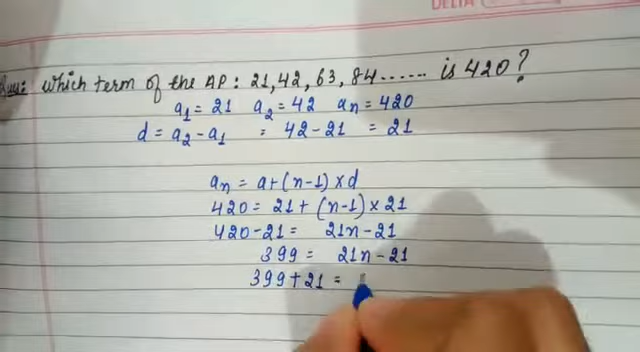 DELTA
Ques: which term of the AP: 21, 42, 63, 84...... is 420?
a1 = 21 a2 = 42 an = 420
d = a2 - a1 = 42 - 21 = 21
an = a + (n-1) x d
420 = 21 + (n-1) x 21
420 - 21 = 21n - 21
399 = 21n - 21
399 + 21 =